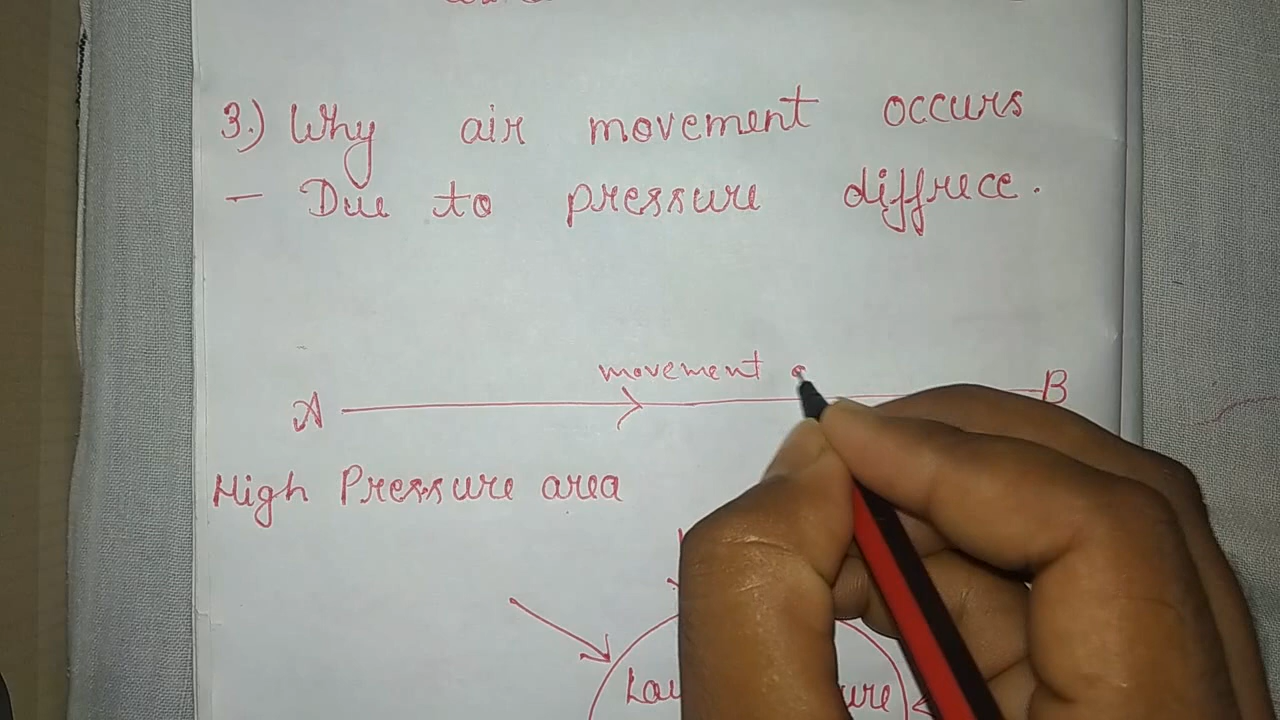 3.) Why air movement occurs
- Due to pressure diffrece.
movement
A B
High Pressure area